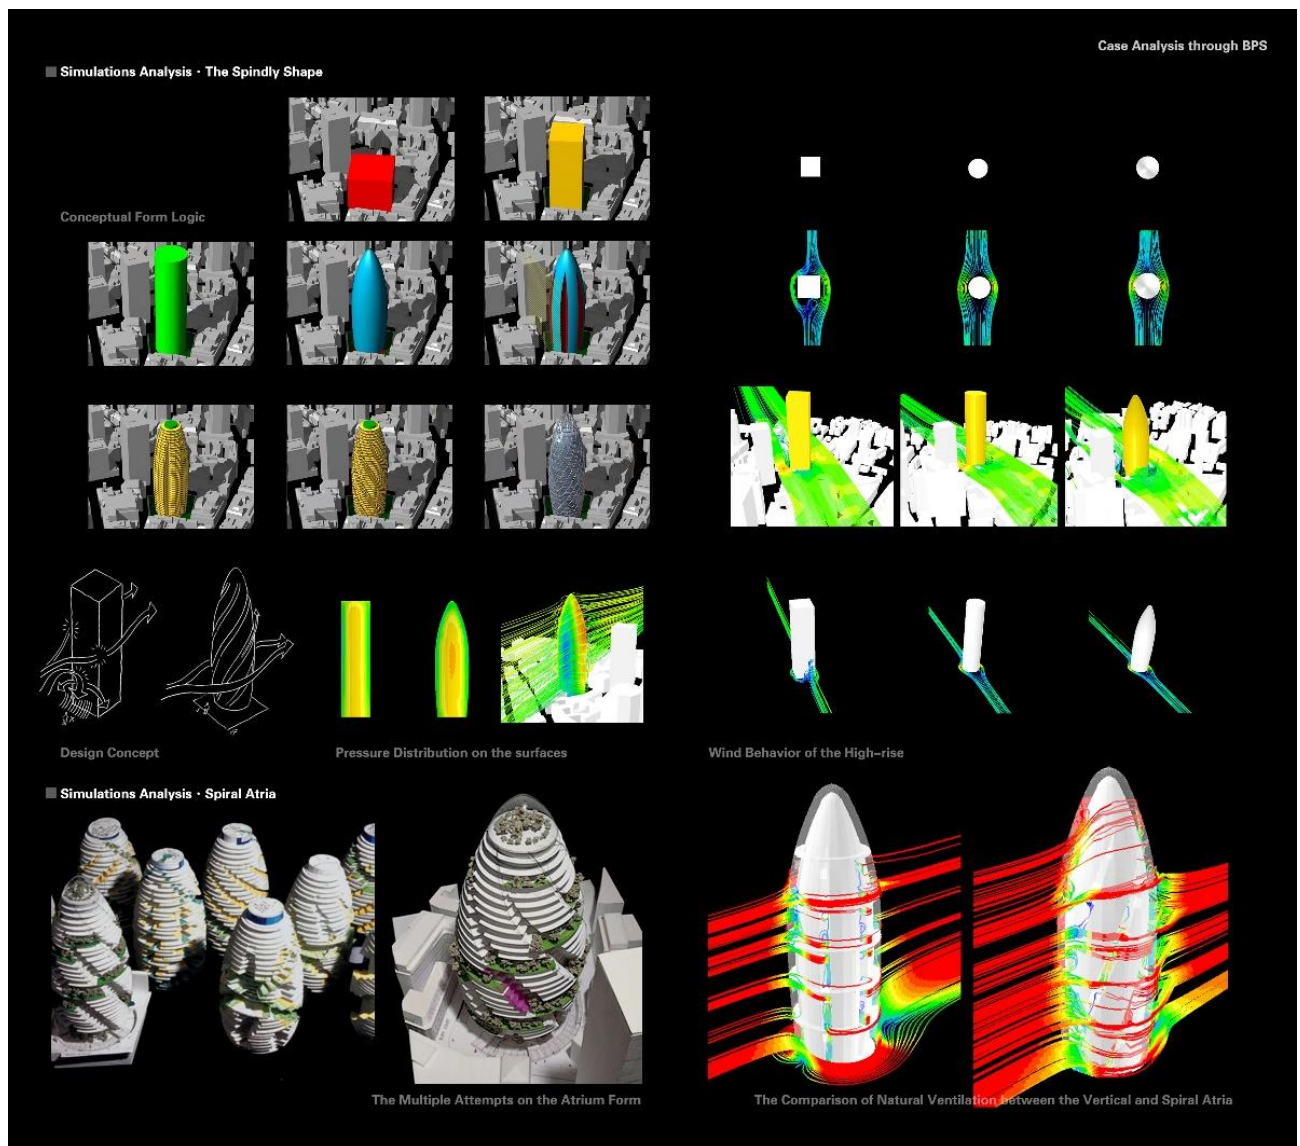 Case Analysis through BPS
Simulations Analysis · The Spindly Shape
Conceptual Form Logic
Design Concept
Pressure Distribution on the surfaces
Wind Behavior of the High-rise
Simulations Analysis · Spiral Atria
The Multiple Attempts on the Atrium Form
The Comparison of Natural Ventilation between the Vertical and Spiral Atria